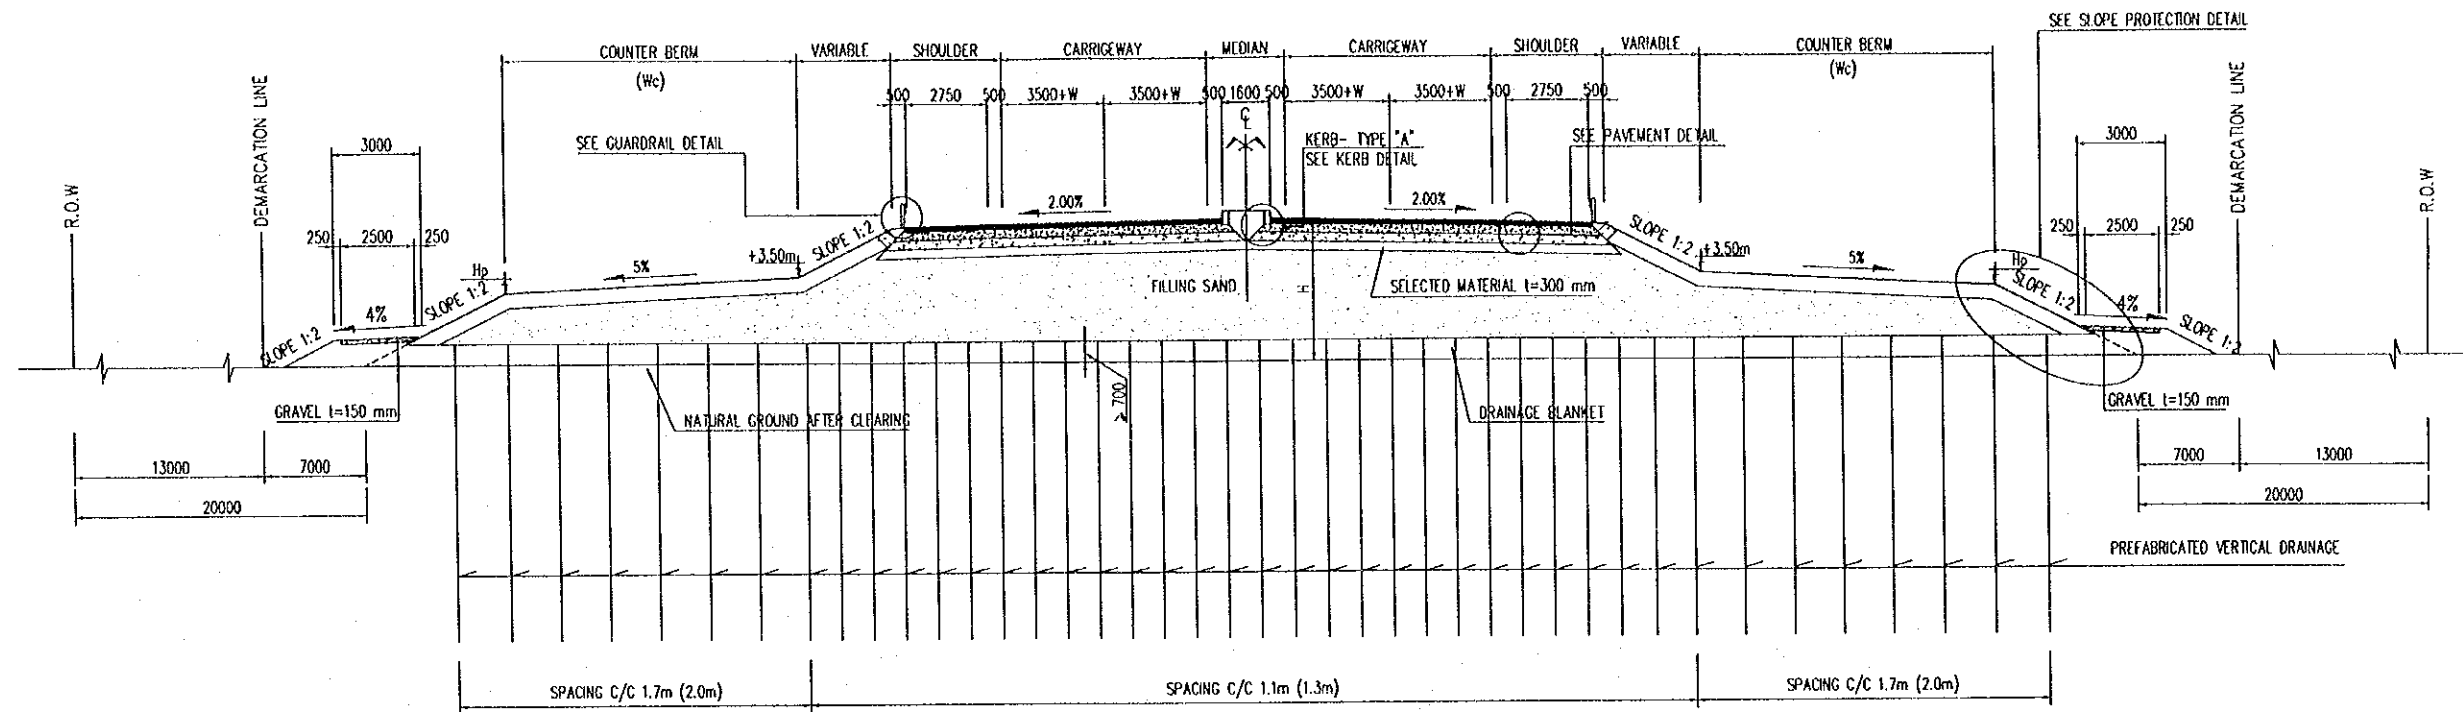 SEE SLOPE PROTECTION DETAIL
COUNTER BERM VARIABLE SHOULDER CARRIGEWAY MEDIAN CARRIGEWAY SHOULDER VARIABLE COUNTER BERM
(Wc) (Wc)
500 2750 500 3500+W 3500+W 500 1600 500 3500+W 3500+W 500 2750 500
DEMARCATION LINE
DEMARCATION LINE
R.O.W
R.O.W
SEE GUARDRAIL DETAIL
KERB- TYPE "A"
SEE KERB DETAIL
SEE PAVEMENT DETAIL
3000 3000
2.00% 2.00%
250 2500 250 250 2500 250
SLOPE 1:2 SLOPE 1:2
+3.50m +3.50m
5% 5%
Hp Hp
SLOPE 1:2 SLOPE 1:2
4% 4%
SLOPE 1:2 SLOPE 1:2
FILLING SAND
H
SELECTED MATERIAL t=300 mm
≥700
GRAVEL t=150 mm
NATURAL GROUND AFTER CLEARING
DRAINAGE BLANKET
GRAVEL t=150 mm
13000 7000 7000 13000
20000 20000
PREFABRICATED VERTICAL DRAINAGE
SPACING C/C 1.7m (2.0m) SPACING C/C 1.1m (1.3m) SPACING C/C 1.7m (2.0m)